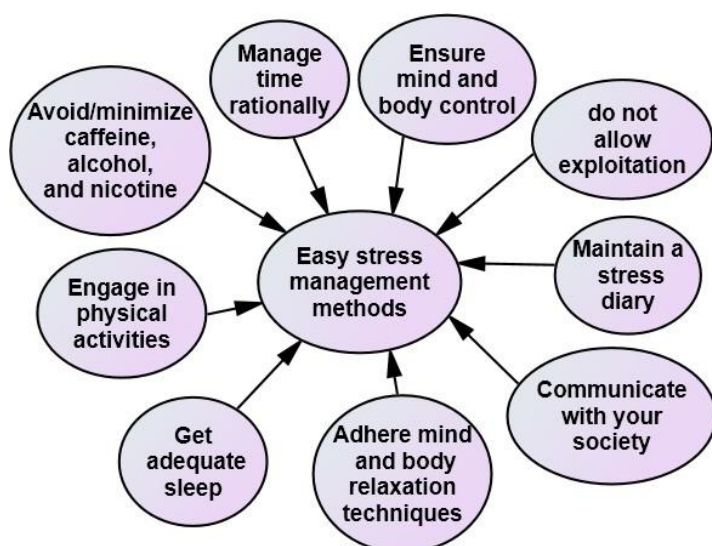 Manage
time
rationally
Ensure
mind and
body control
Avoid/minimize
caffeine,
alcohol,
and nicotine
do not
allow
exploitation
Easy stress
management
methods
Maintain a
stress
diary
Engage in
physical
activities
Communicate
with your
society
Get
adequate
sleep
Adhere mind
and body
relaxation
techniques